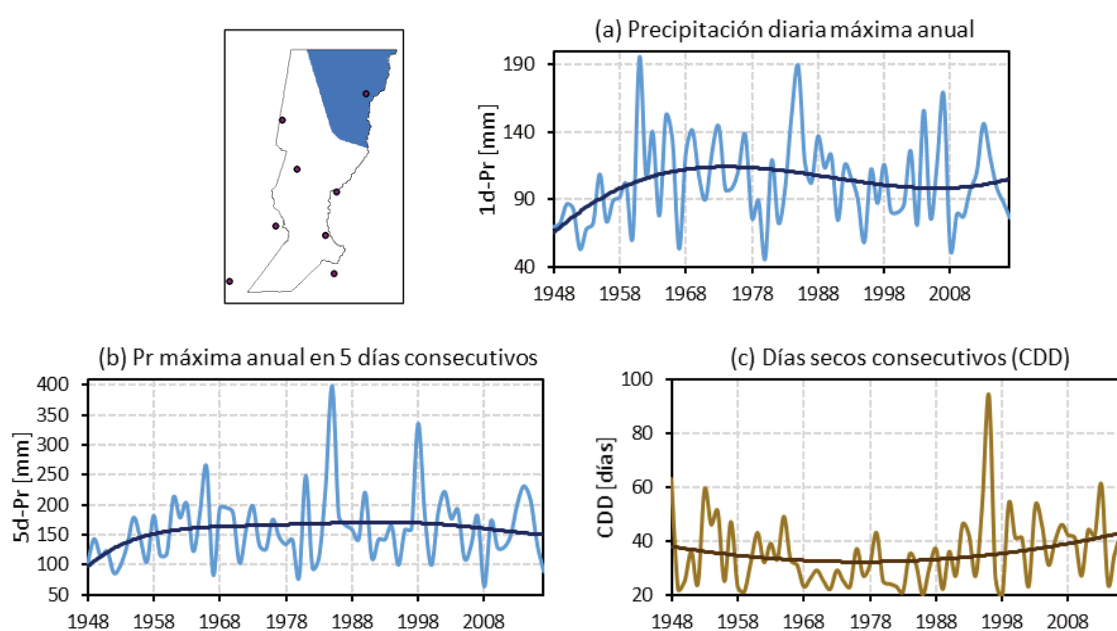 (a) Precipitación diaria máxima anual
190
140
90
40
1d-Pr [mm]
1948 1958 1968 1978 1988 1998 2008
(b) Pr máxima anual en 5 días consecutivos
400
350
300
250
200
150
100
50
5d-Pr [mm]
1948 1958 1968 1978 1988 1998 2008
(c) Días secos consecutivos (CDD)
100
80
60
40
20
CDD [días]
1948 1958 1968 1978 1988 1998 2008